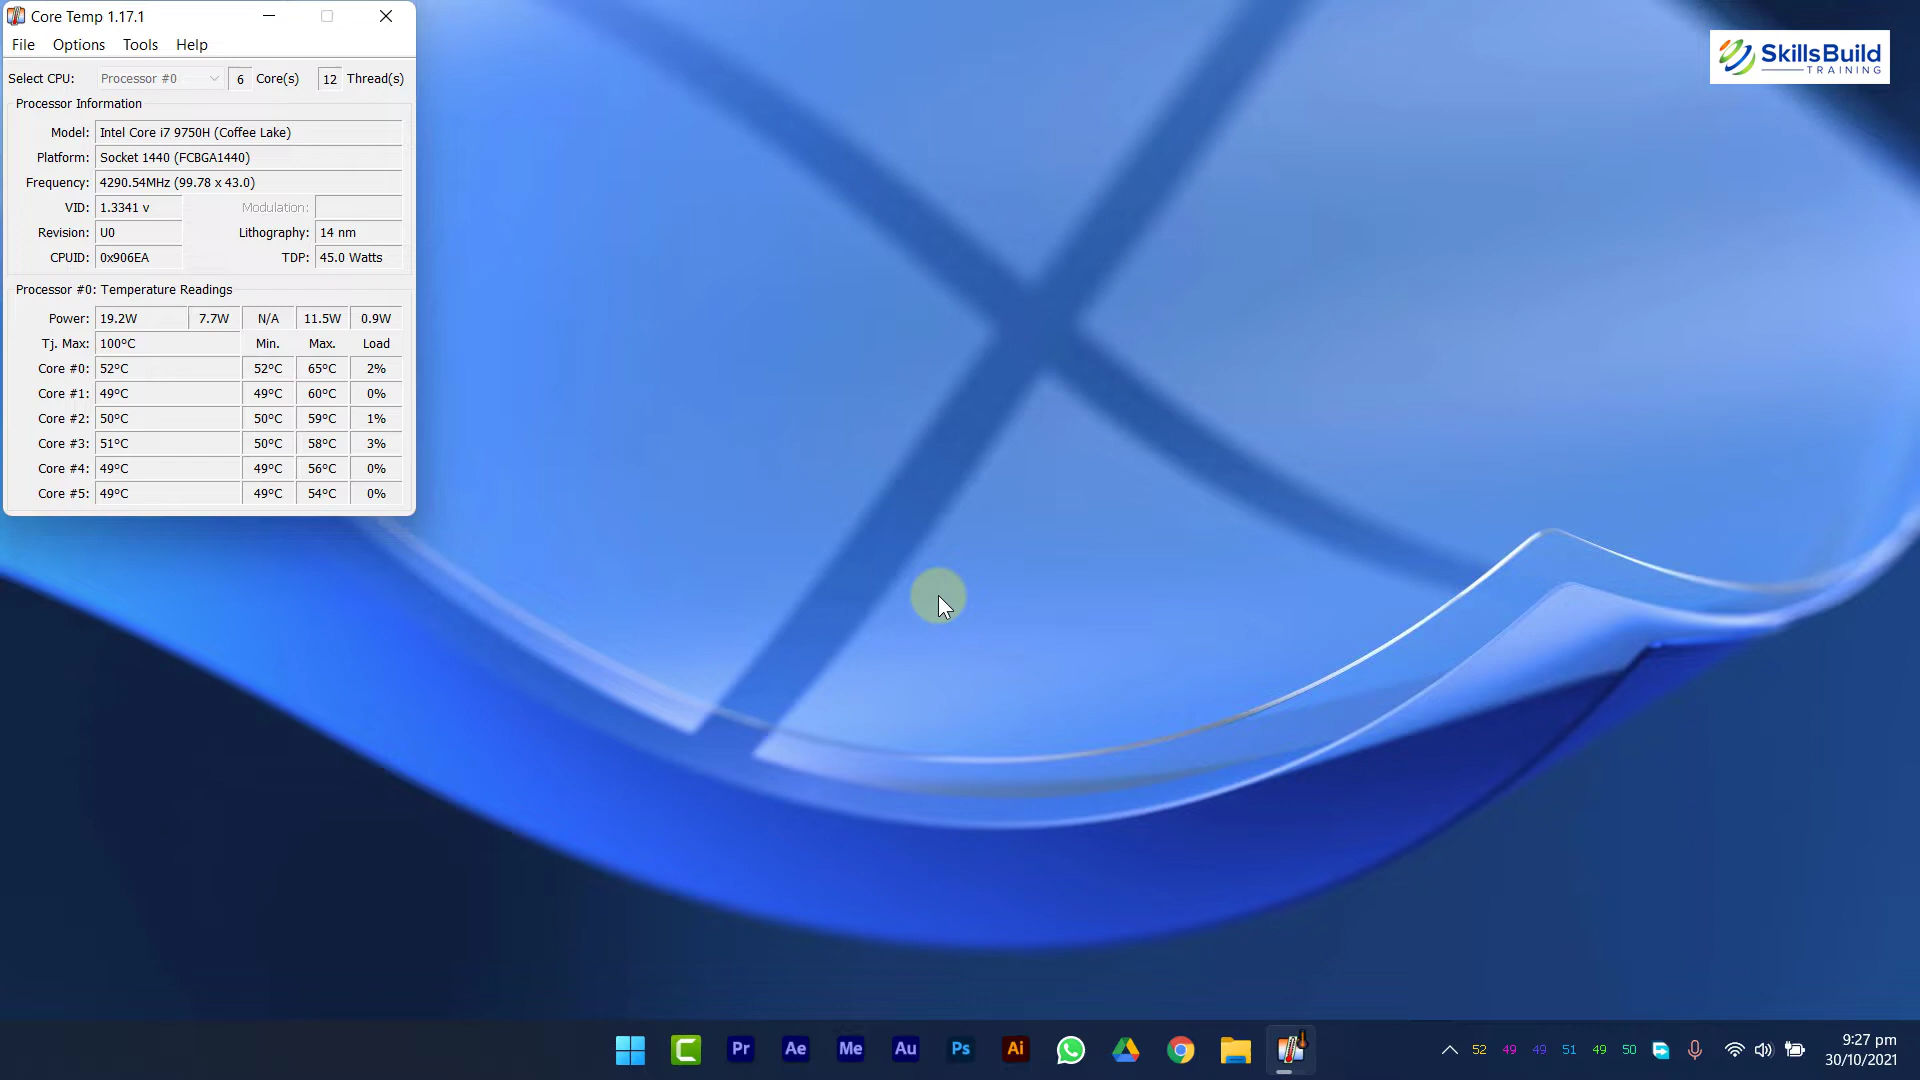 Core Temp 1.17.1
File Options Tools Help
Select CPU: Processor #0 6 Core(s) 12 Thread(s)
Processor Information
Model: Intel Core i7 9750H (Coffee Lake)
Platform: Socket 1440 (FCBGA1440)
Frequency: 4290.54MHz (99.78 x 43.0)
VID: 1.3341 v Modulation:
Revision: U0 Lithography: 14 nm
CPUID: 0x906EA TDP: 45.0 Watts
Processor #0: Temperature Readings
Power: 19.2W 7.7W N/A 11.5W 0.9W
Tj. Max: 100°C Min. Max. Load
Core #0: 52°C 52°C 65°C 2%
Core #1: 49°C 49°C 60°C 0%
Core #2: 50°C 50°C 59°C 1%
Core #3: 51°C 50°C 58°C 3%
Core #4: 49°C 49°C 56°C 0%
Core #5: 49°C 49°C 54°C 0%
SkillsBuild
TRAINING
Pr Ae Me Au Ps Ai
52 49 49 51 49 50
9:27 pm
30/10/2021